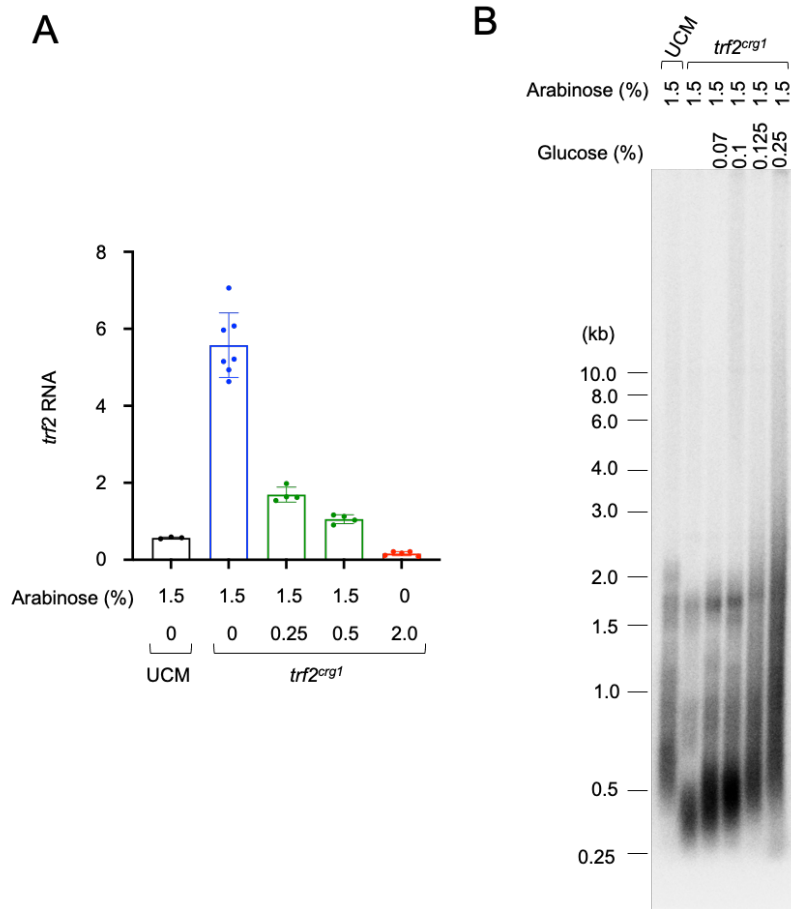 A
8
6
4
2
0
trf2 RNA
Arabinose (%) 1.5 1.5 1.5 1.5 0
0 0 0.25 0.5 2.0
UCM trf2crg1
B
UCM trf2crg1
Arabinose (%) 1.5 1.5 1.5 1.5 1.5 1.5
Glucose (%) 0.07 0.1 0.125 0.25
(kb)
10.0
8.0
6.0
4.0
3.0
2.0
1.5
1.0
0.5
0.25